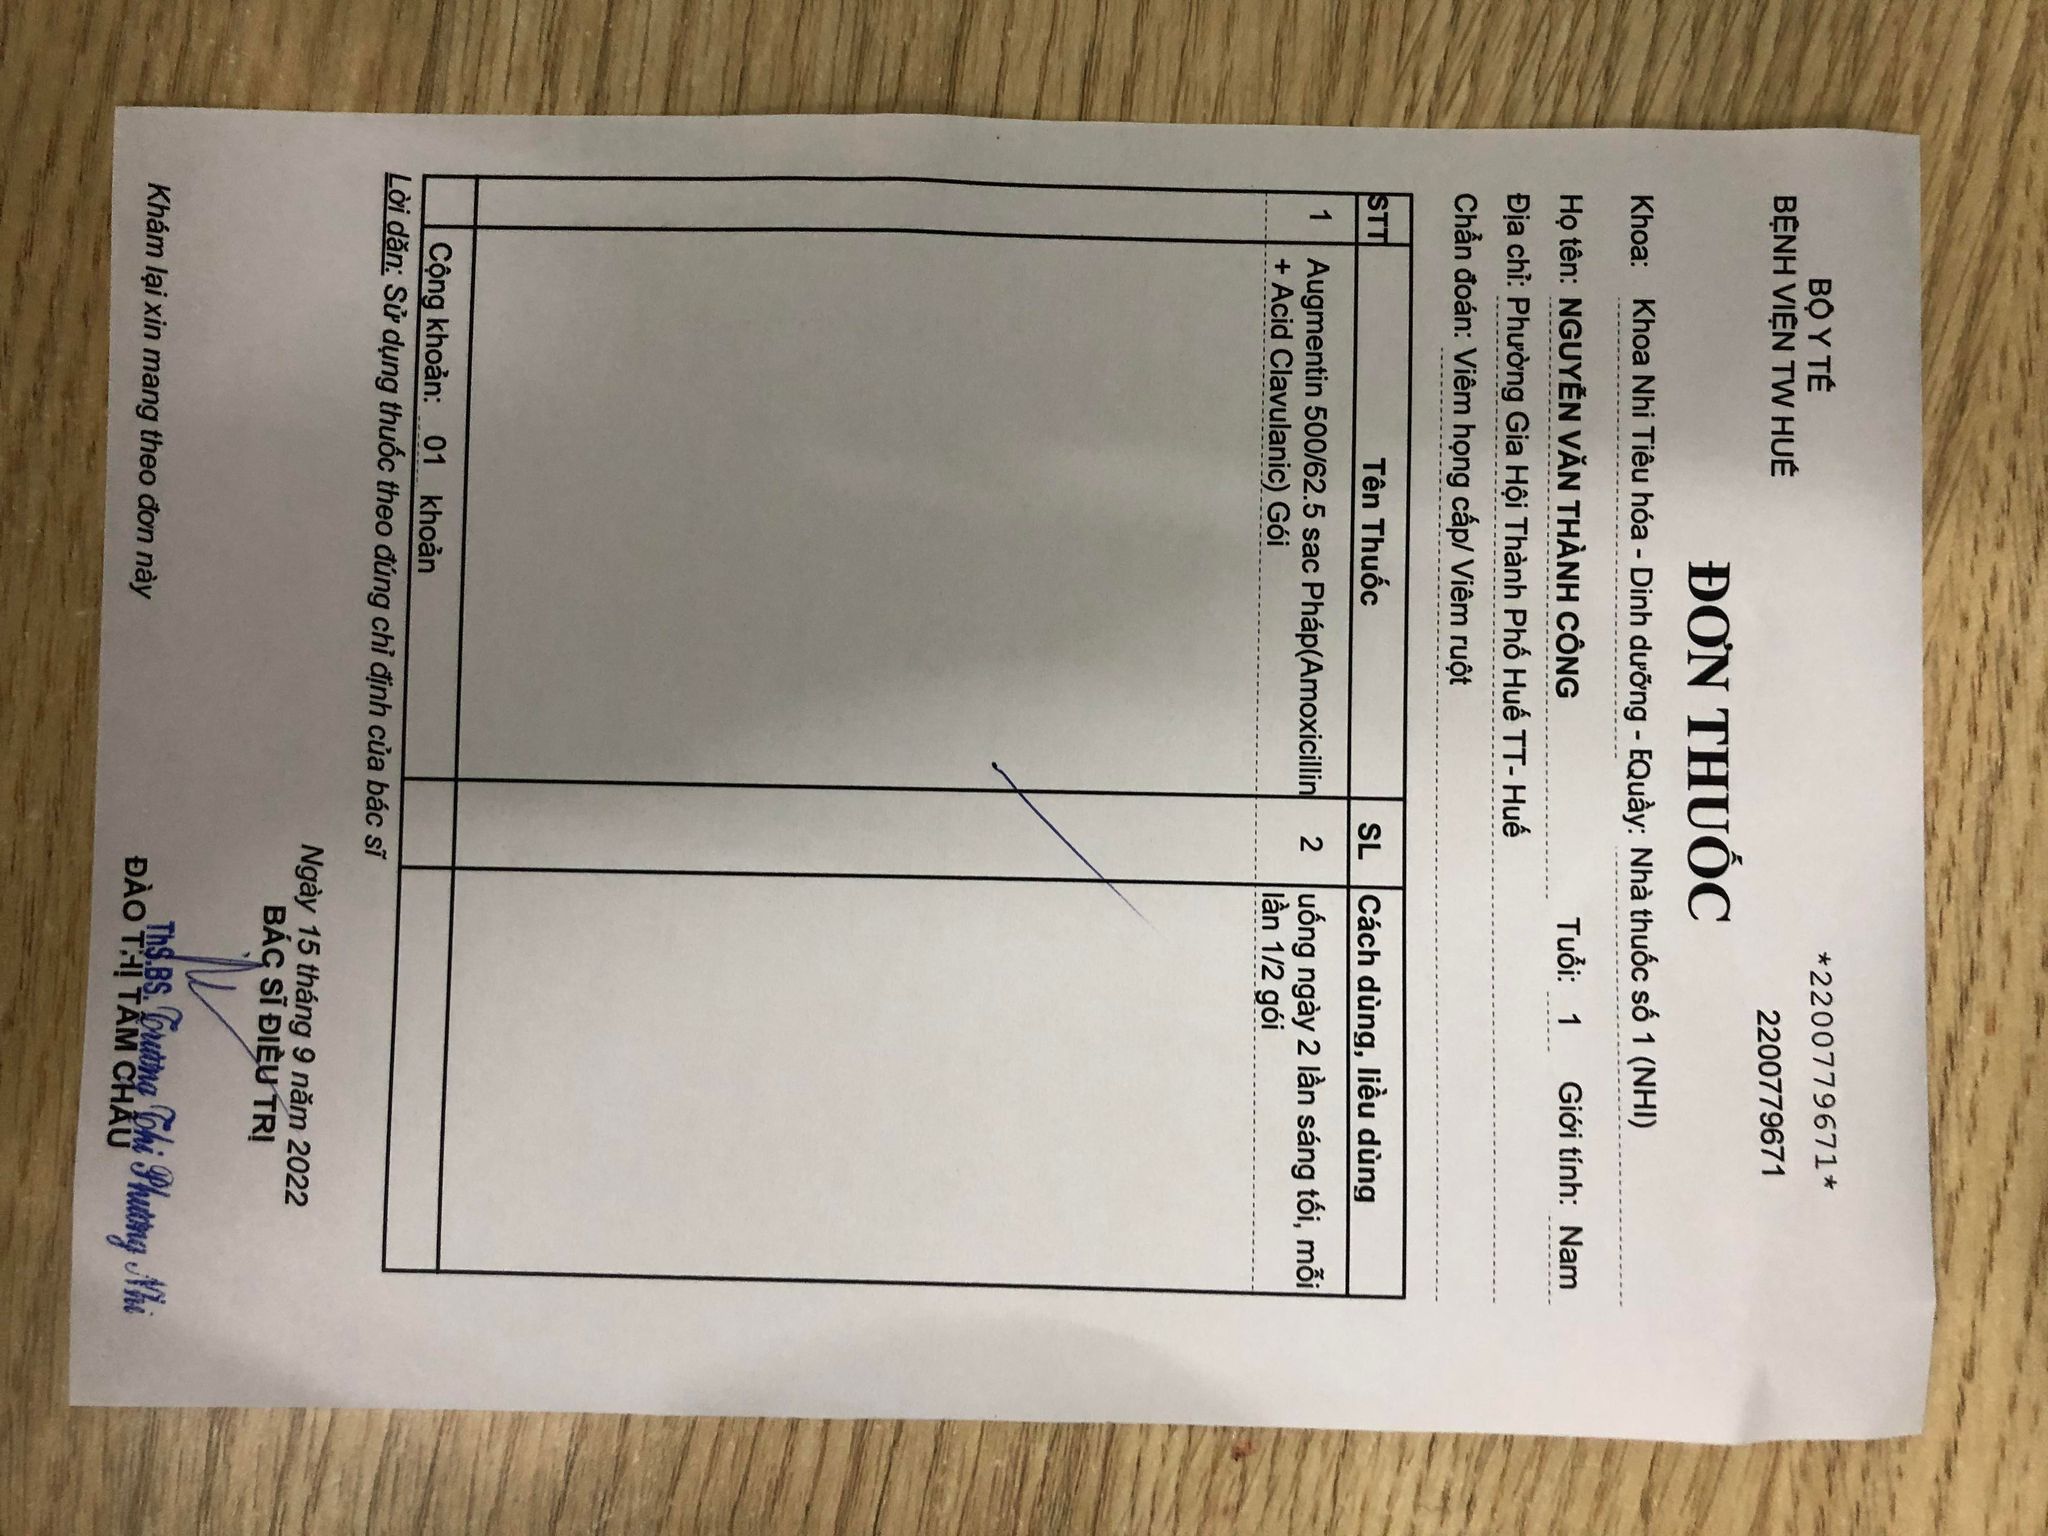 BỘ Y TẾ
BỆNH VIỆN TW HUẾ
*2200779671*
2200779671
ĐƠN THUỐC
Khoa: Khoa Nhi Tiêu hóa - Dinh dưỡng - EQuầy: Nhà thuốc số 1 (NHI)
Họ tên: NGUYỄN VĂN THÀNH CÔNG Tuổi: 1 Giới tính: Nam
Địa chỉ: Phường Gia Hội Thành Phố Huế TT- Huế
Chẩn đoán: Viêm họng cấp/ Viêm ruột
STT Tên Thuốc SL Cách dùng, liều dùng
1 Augmentin 500/62.5 sac Pháp(Amoxicillin 2 uống ngày 2 lần sáng tối, mỗi
+ Acid Clavulanic) Gói lần 1/2 gói
Cộng khoản: 01 khoản
Lời dăn: Sử dụng thuốc theo đúng chỉ định của bác sĩ
Ngày 15 tháng 9 năm 2022
BÁC SĨ ĐIỀU TRỊ
Khám lại xin mang theo đơn này
ThS.BS. Trương Thị Phương Nhi
ĐÀO THỊ TÂM CHÂU